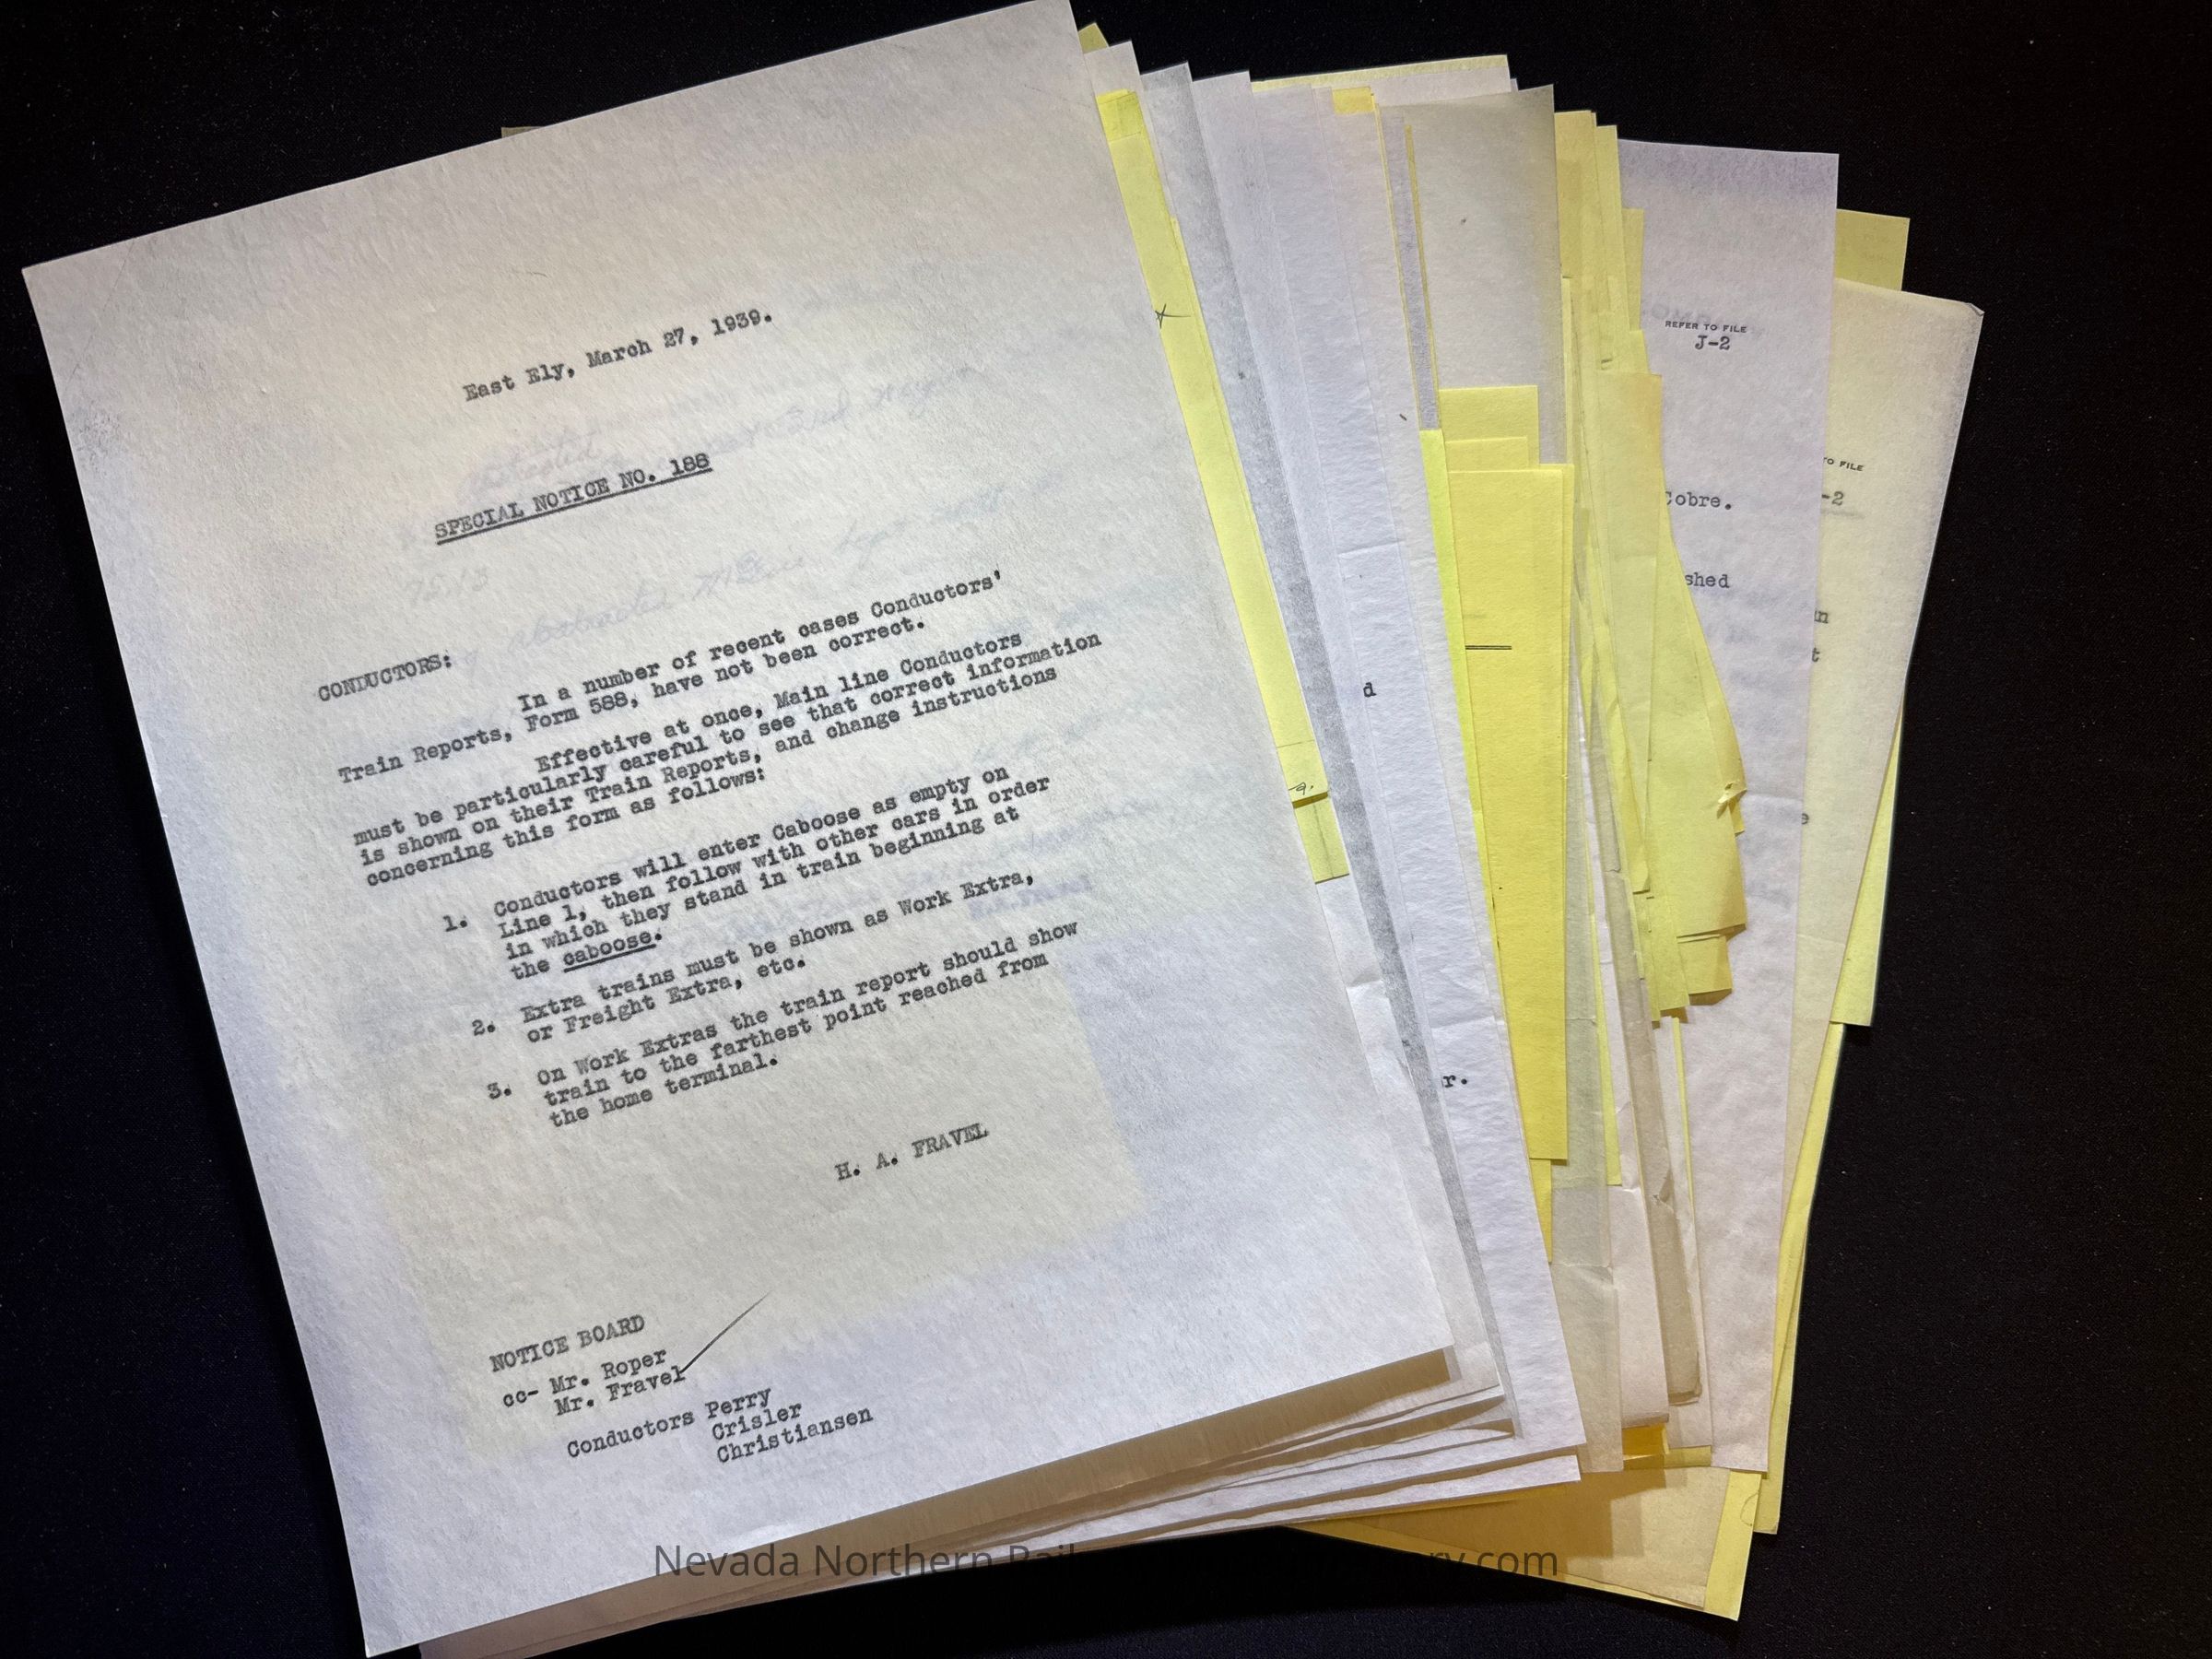 East Ely, March 27, 1939.
SPECIAL NOTICE NO. 188
CONDUCTORS:
In a number of recent cases Conductors'
Train Reports, Form 588, have not been correct.
Effective at once, Main line Conductors
must be particularly careful to see that correct information
is shown on their Train Reports, and change instructions
concerning this form as follows:
1. Conductors will enter Caboose as empty on
Line 1, then follow with other cars in order
in which they stand in train beginning at
the caboose.
2. Extra trains must be shown as Work Extra,
or Freight Extra, etc.
3. On Work Extras the train report should show
train to the farthest point reached from
the home terminal.
H. A. FRAVEL
NOTICE BOARD
cc- Mr. Roper
Mr. Fravel
Conductors Perry
Crisler
Christiansen
a.
d
r.
REFER TO FILE
J-2
Cobre.
shed
TO FILE
-2
n
t
e
Nevada Northern
.com